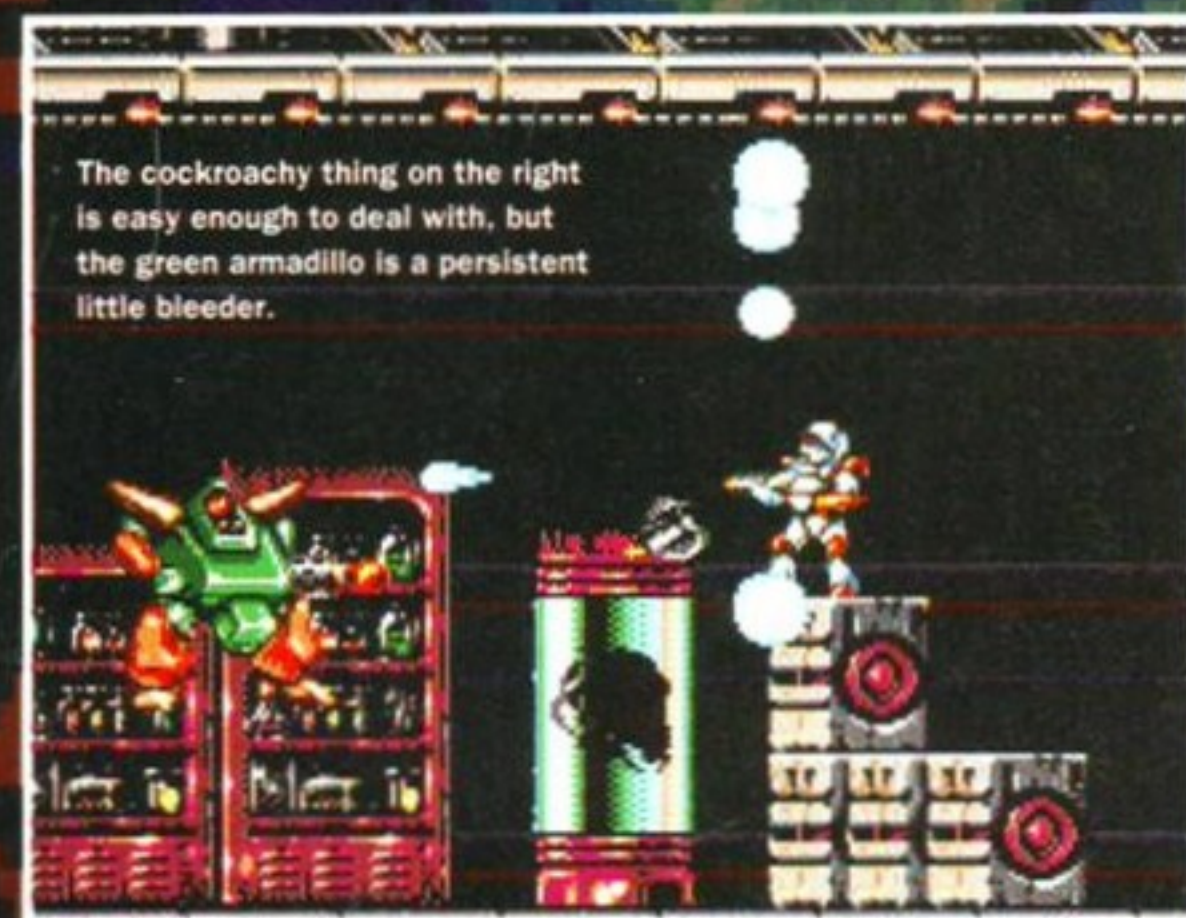 The cockroachy thing on the right
is easy enough to deal with, but
the green armadillo is a persistent
little bleeder.